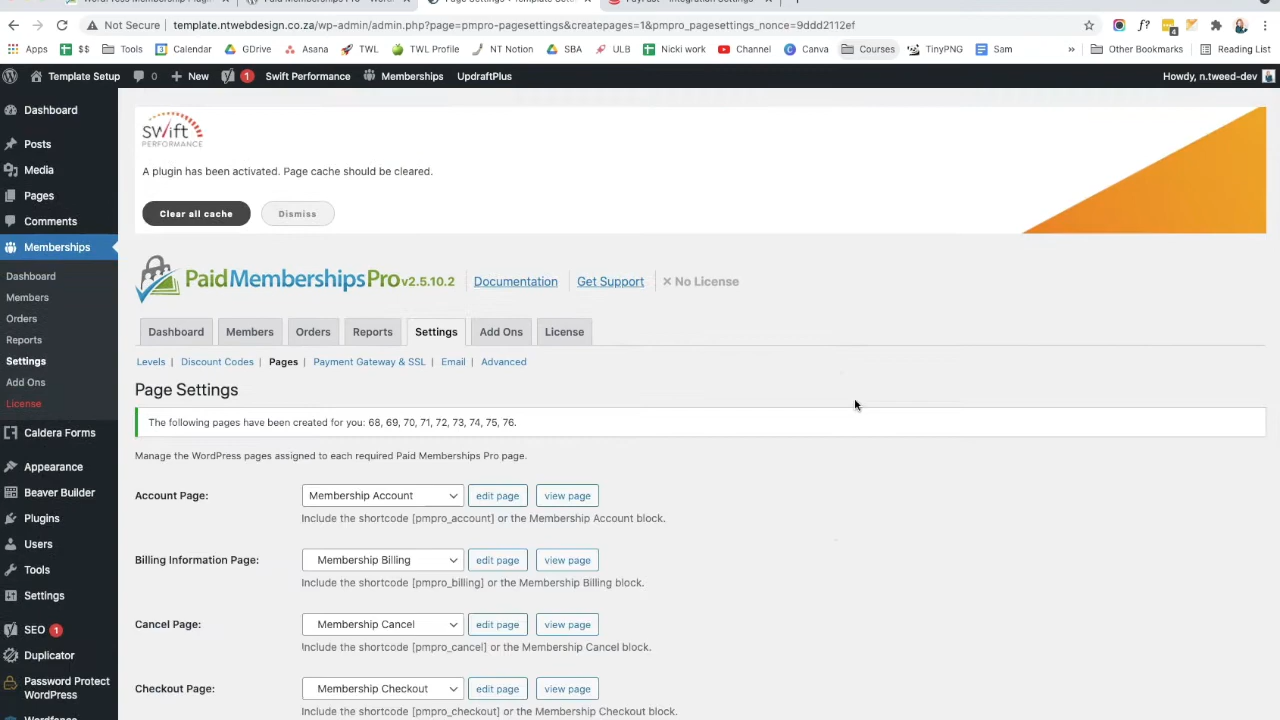 Page Settings ‹ Template Set
PayFast - Integration Settings
Not Secure
template.ntwebdesign.co.za/wp-admin/admin.php?page=pmpro-pagesettings&createpages=1&pmpro_pagesettings_nonce=9ddd2112ef
Apps
$$
Tools
Calendar
GDrive
Asana
TWL
TWL Profile
NT Notion
SBA
ULB
Nicki work
Channel
Canva
Courses
TinyPNG
Sam
»
Other Bookmarks
Reading List
Template Setup
0
New
1
Swift Performance
Memberships
UpdraftPlus
Howdy, n.tweed-dev
Dashboard
Posts
Media
Pages
Comments
Memberships
Dashboard
Members
Orders
Reports
Settings
Add Ons
License
Caldera Forms
Appearance
Beaver Builder
Plugins
Users
Tools
Settings
SEO 1
Duplicator
Password Protect
WordPress
Wordfence
swift
PERFORMANCE
A plugin has been activated. Page cache should be cleared.
Clear all cache
Dismiss
PaidMembershipsPro v2.5.10.2
Documentation
Get Support
× No License
Dashboard
Members
Orders
Reports
Settings
Add Ons
License
Levels | Discount Codes | Pages | Payment Gateway & SSL | Email | Advanced
Page Settings
The following pages have been created for you: 68, 69, 70, 71, 72, 73, 74, 75, 76.
Manage the WordPress pages assigned to each required Paid Memberships Pro page.
Account Page:
Membership Account
edit page
view page
Include the shortcode [pmpro_account] or the Membership Account block.
Billing Information Page:
Membership Billing
edit page
view page
Include the shortcode [pmpro_billing] or the Membership Billing block.
Cancel Page:
Membership Cancel
edit page
view page
Include the shortcode [pmpro_cancel] or the Membership Cancel block.
Checkout Page:
Membership Checkout
edit page
view page
Include the shortcode [pmpro_checkout] or the Membership Checkout block.